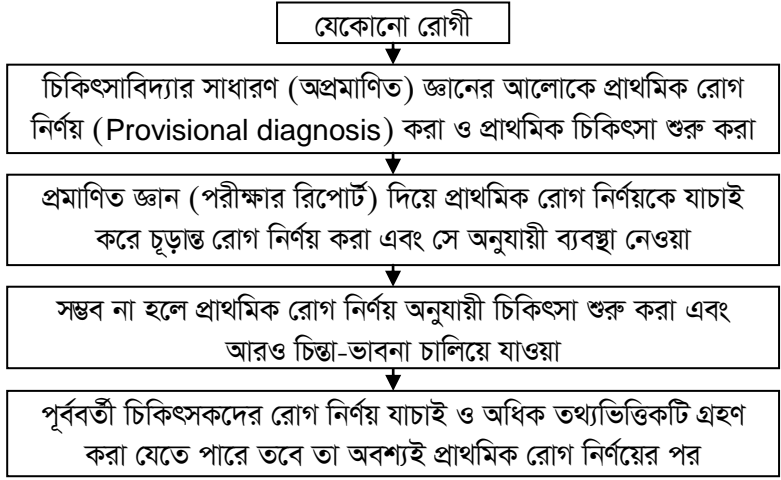 যেকোনো রোগী
চিকিৎসাবিদ্যার সাধারণ (অপ্রমাণিত) জ্ঞানের আলোকে প্রাথমিক রোগ
নির্ণয় (Provisional diagnosis) করা ও প্রাথমিক চিকিৎসা শুরু করা
প্রমাণিত জ্ঞান (পরীক্ষার রিপোর্ট) দিয়ে প্রাথমিক রোগ নির্ণয়কে যাচাই
করে চূড়ান্ত রোগ নির্ণয় করা এবং সে অনুযায়ী ব্যবস্থা নেওয়া
সম্ভব না হলে প্রাথমিক রোগ নির্ণয় অনুযায়ী চিকিৎসা শুরু করা এবং
আরও চিন্তা-ভাবনা চালিয়ে যাওয়া
পূর্ববর্তী চিকিৎসকদের রোগ নির্ণয় যাচাই ও অধিক তথ্যভিত্তিকটি গ্রহণ
করা যেতে পারে তবে তা অবশ্যই প্রাথমিক রোগ নির্ণয়ের পর